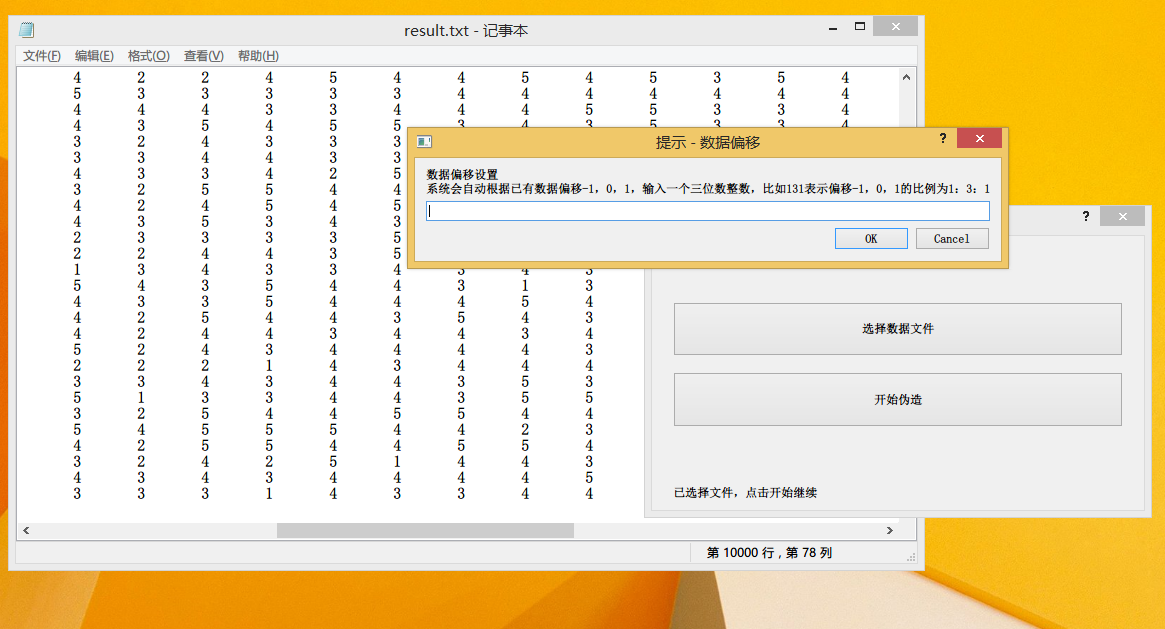 result.txt - 记事本
文件(F) 编辑(E) 格式(O) 查看(V) 帮助(H)
4 2 2 4 5 4 4 5 4 5 3 5 4
5 3 3 3 3 3 4 4 4 4 4 4 4
4 4 4 3 3 4 4 4 5 5 3 3 4
4 3 5 4 5 5 3 4 3 5 4 3 4
3 2 4 3 3 3
3 3 4 4 3 3
4 3 3 4 2 5
3 2 5 5 4 4
4 2 4 5 4 5
4 3 5 3 4 3
2 3 3 3 3 5
2 2 4 4 3 5
1 3 4 3 3 4 3 4 3
5 4 3 5 4 4 3 1 3
4 3 3 5 4 4 4 5 4
4 2 5 4 4 3 5 4 3
4 2 4 4 3 4 4 3 4
5 2 4 3 4 4 4 4 3
2 2 2 1 4 3 4 4 4
3 3 4 3 4 4 3 5 3
5 1 3 3 4 4 3 5 5
3 2 5 4 4 5 5 4 4
5 4 5 5 5 4 4 2 3
4 2 5 5 4 4 5 5 4
3 2 4 2 5 1 4 4 3
4 3 4 3 4 4 4 4 5
3 3 3 1 4 3 3 4 4
第 10000 行，第 78 列
提示 - 数据偏移
?
数据偏移设置
系统会自动根据已有数据偏移-1，0，1，输入一个三位数整数，比如131表示偏移-1，0，1的比例为1：3：1
OK Cancel
?
选择数据文件
开始伪造
已选择文件，点击开始继续